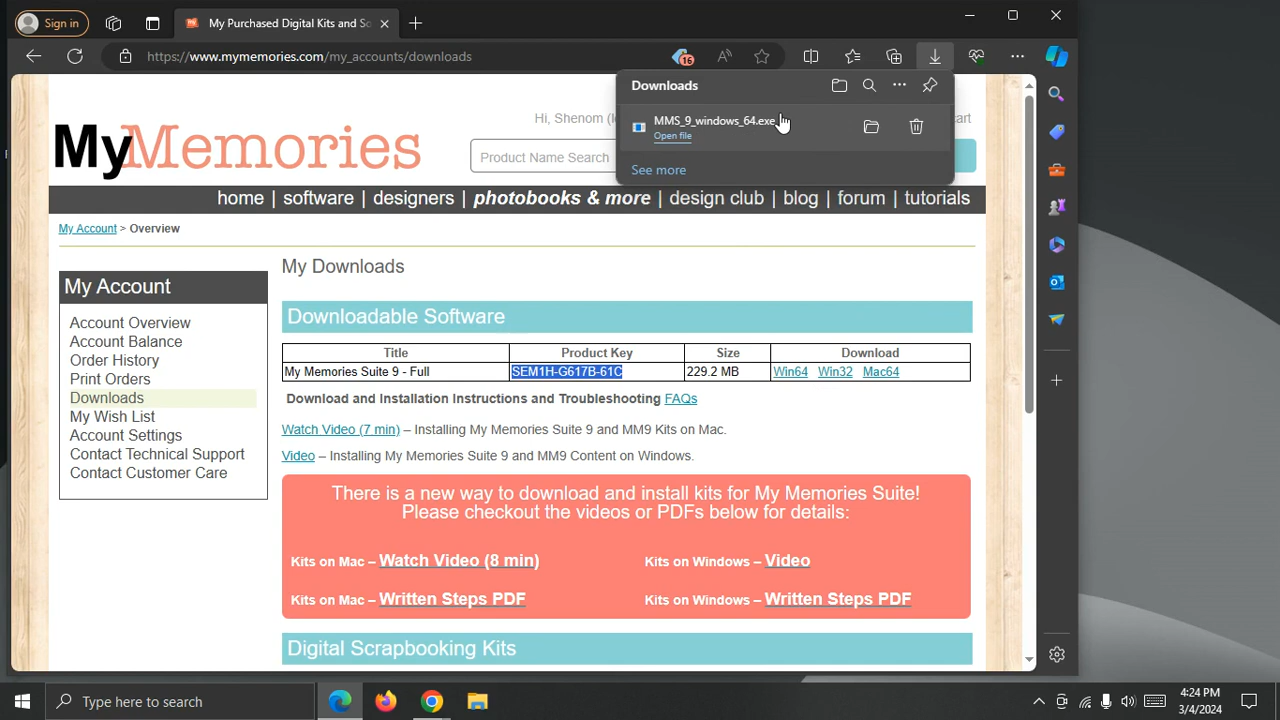 Sign in
My Purchased Digital Kits and So
https://www.mymemories.com/my_accounts/downloads
16
Downloads
MMS_9_windows_64.exe
Open file
See more
Hi, Shenom (lo
cart
MyMemories
Product Name Search
home | software | designers | photobooks & more | design club | blog | forum | tutorials
My Account > Overview
My Downloads
My Account
Account Overview
Account Balance
Order History
Print Orders
Downloads
My Wish List
Account Settings
Contact Technical Support
Contact Customer Care
Downloadable Software
Title Product Key Size Download
My Memories Suite 9 - Full SEM1H-G617B-61C 229.2 MB Win64 Win32 Mac64
Download and Installation Instructions and Troubleshooting FAQs
Watch Video (7 min) – Installing My Memories Suite 9 and MM9 Kits on Mac.
Video – Installing My Memories Suite 9 and MM9 Content on Windows.
There is a new way to download and install kits for My Memories Suite!
Please checkout the videos or PDFs below for details:
Kits on Mac – Watch Video (8 min) Kits on Windows – Video
Kits on Mac – Written Steps PDF Kits on Windows – Written Steps PDF
Digital Scrapbooking Kits
Type here to search
4:24 PM
3/4/2024